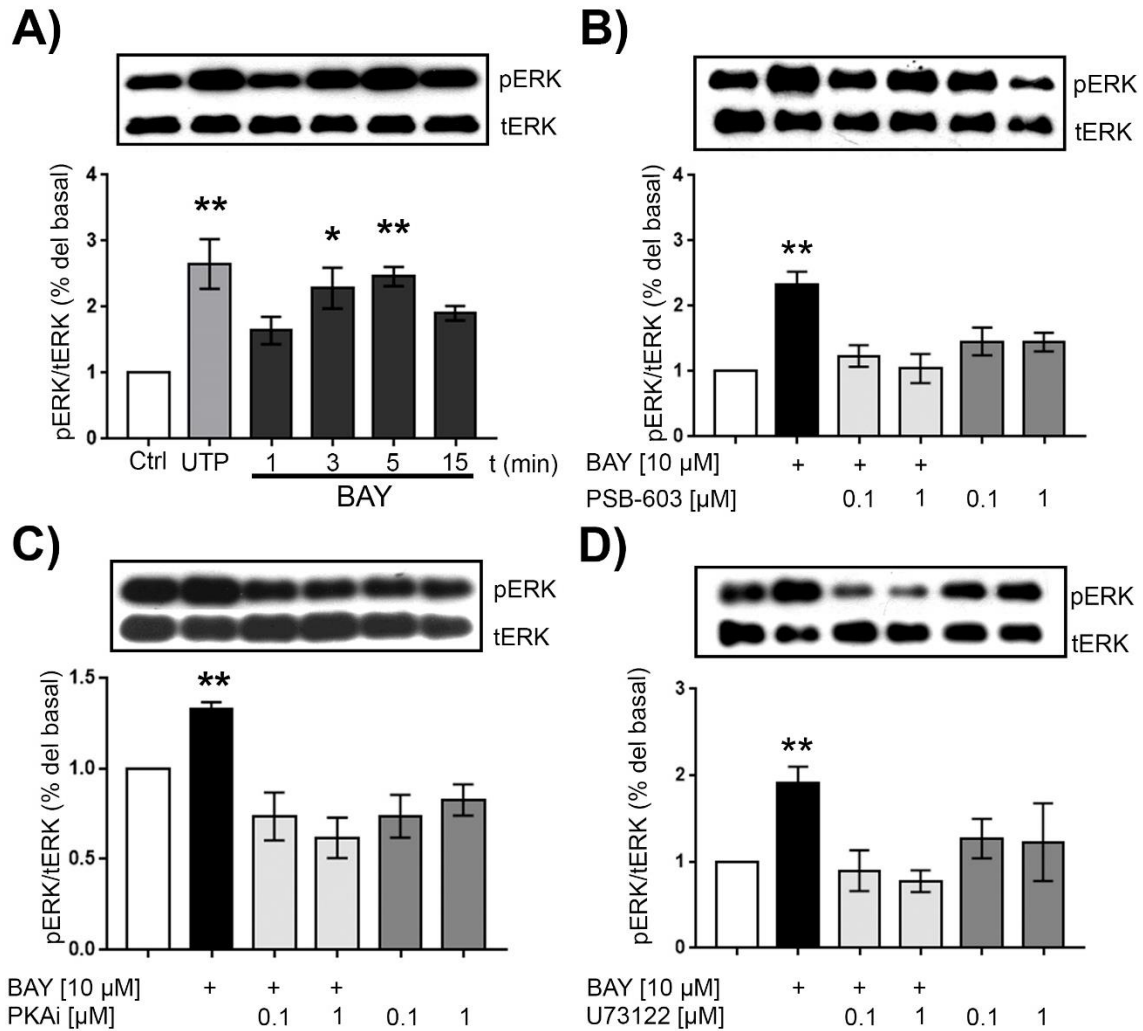 A)
pERK
tERK
pERK/tERK (% del basal)
4
3
2
1
0
** * **
Ctrl UTP 1 3 5 15 t (min)
BAY
B)
pERK
tERK
pERK/tERK (% del basal)
4
3
2
1
0
**
BAY [10 µM] + + +
PSB-603 [µM] 0.1 1 0.1 1
C)
pERK
tERK
pERK/tERK (% del basal)
1.5
1.0
0.5
0.0
**
BAY [10 µM] + + +
PKAi [µM] 0.1 1 0.1 1
D)
pERK
tERK
pERK/tERK (% del basal)
3
2
1
0
**
BAY [10 µM] + + +
U73122 [µM] 0.1 1 0.1 1